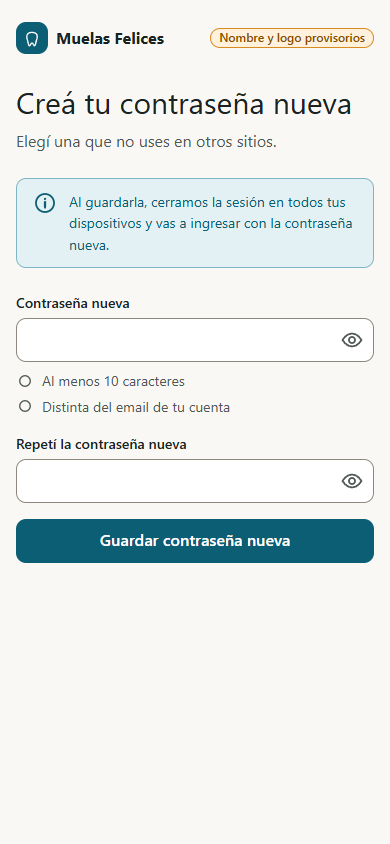 Muelas Felices
Nombre y logo provisorios
Creá tu contraseña nueva
Elegí una que no uses en otros sitios.
Al guardarla, cerramos la sesión en todos tus
dispositivos y vas a ingresar con la contraseña
nueva.
Contraseña nueva
Al menos 10 caracteres
Distinta del email de tu cuenta
Repetí la contraseña nueva
Guardar contraseña nueva